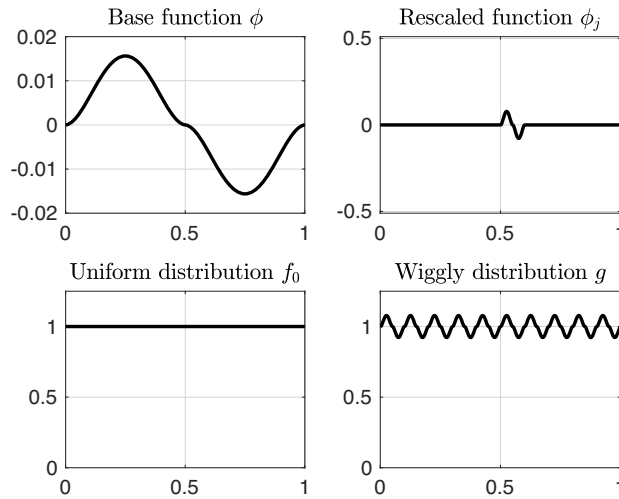 Base function ϕ
0.02
0.01
0
-0.01
-0.02
0 0.5 1
Rescaled function ϕ_j
0.5
0
-0.5
0 0.5 1
Uniform distribution f_0
1
0.5
0
0 0.5 1
Wiggly distribution g
1
0.5
0
0 0.5 1